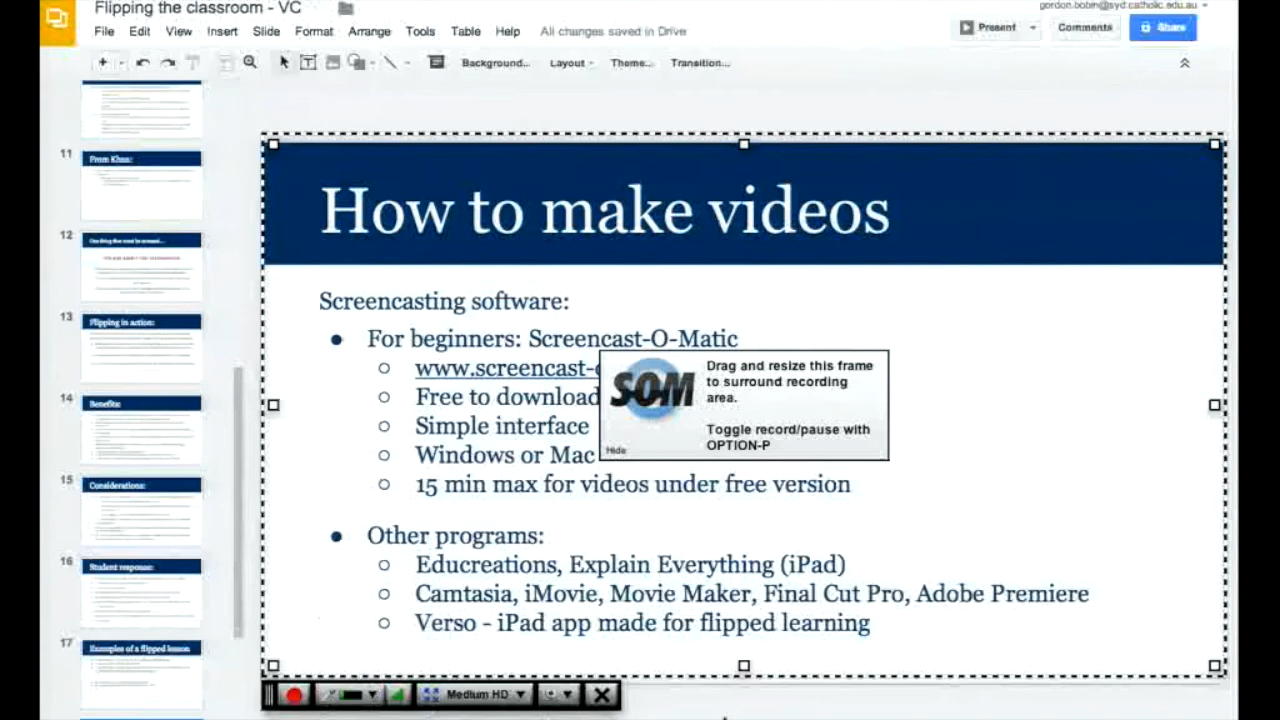 Flipping the classroom - VC
gordon.bobin@syd.catholic.edu.au
File Edit View Insert Slide Format Arrange Tools Table Help All changes saved in Drive
Present Comments Share
Background... Layout Theme... Transition...
11
From Khan:
12
13
Flipping in action:
14
Benefits:
15
Considerations:
16
Student response:
17
Examples of a flipped lesson
How to make videos
Screencasting software:
● For beginners: Screencast-O-Matic
○ www.screencast-
○ Free to download
○ Simple interface
○ Windows or Mac
○ 15 min max for videos under free version
● Other programs:
○ Educreations, Explain Everything (iPad)
○ Camtasia, iMovie, Movie Maker, Final Cut Pro, Adobe Premiere
○ Verso - iPad app made for flipped learning
SOM
Hide
Drag and resize this frame
to surround recording
area.
Toggle record/pause with
OPTION-P
Medium HD